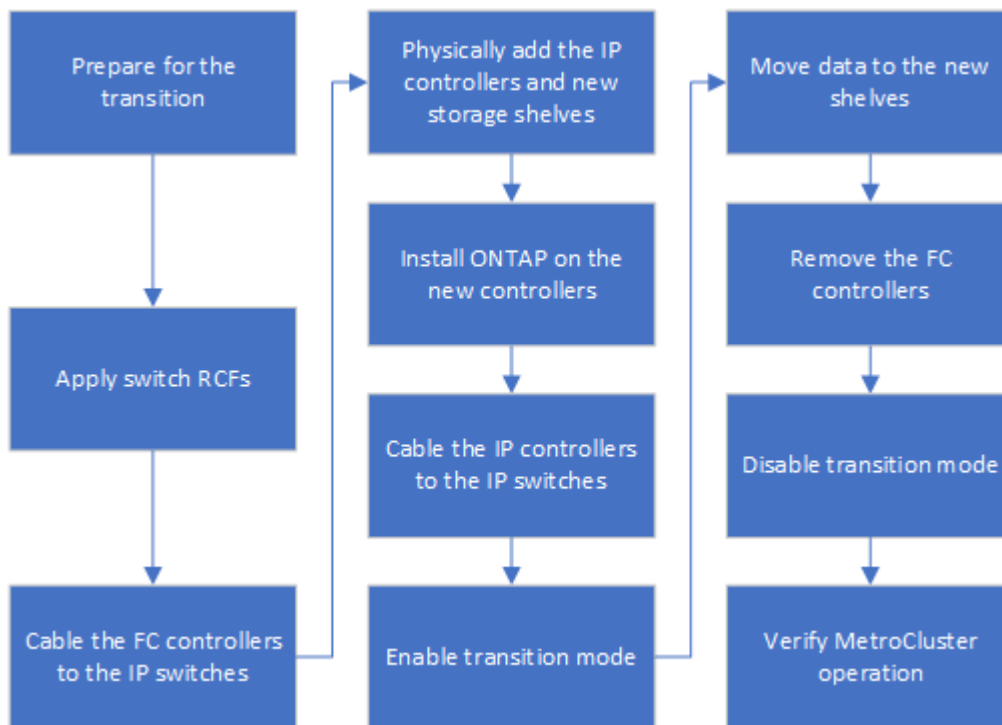 Prepare for the
transition
Apply switch RCFs
Cable the FC controllers
to the IP switches
Physically add the IP
controllers and new
storage shelves
Install ONTAP on the
new controllers
Cable the IP controllers
to the IP switches
Enable transition mode
Move data to the new
shelves
Remove the FC
controllers
Disable transition mode
Verify MetroCluster
operation